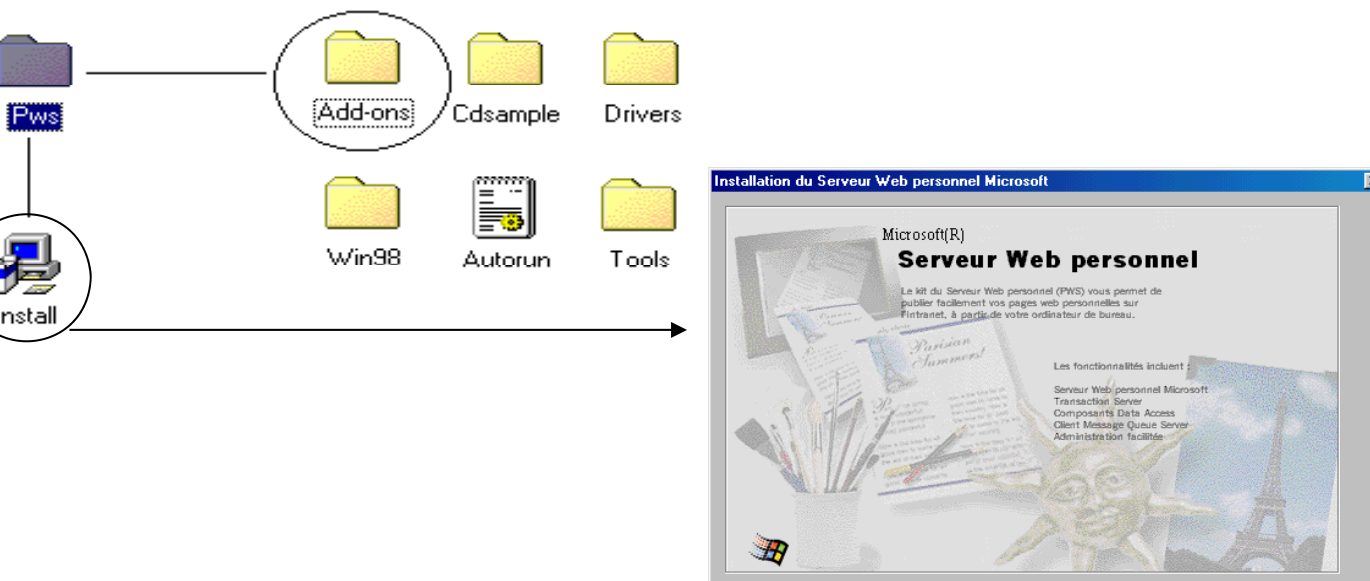 Pws
Add-ons
Cdsample
Drivers
Win98
Autorun
Tools
nstall
Installation du Serveur Web personnel Microsoft
Microsoft(R)
Serveur Web personnel
Le kit du Serveur Web personnel (PWS) vous permet de
publier facilement vos pages web personnelles sur
l'intranet, à partir de votre ordinateur de bureau.
Parisian
Summers!
Les fonctionnalités incluent :
Serveur Web personnel Microsoft
Transaction Server
Composants Data Access
Client Message Queue Server
Administration facilitée